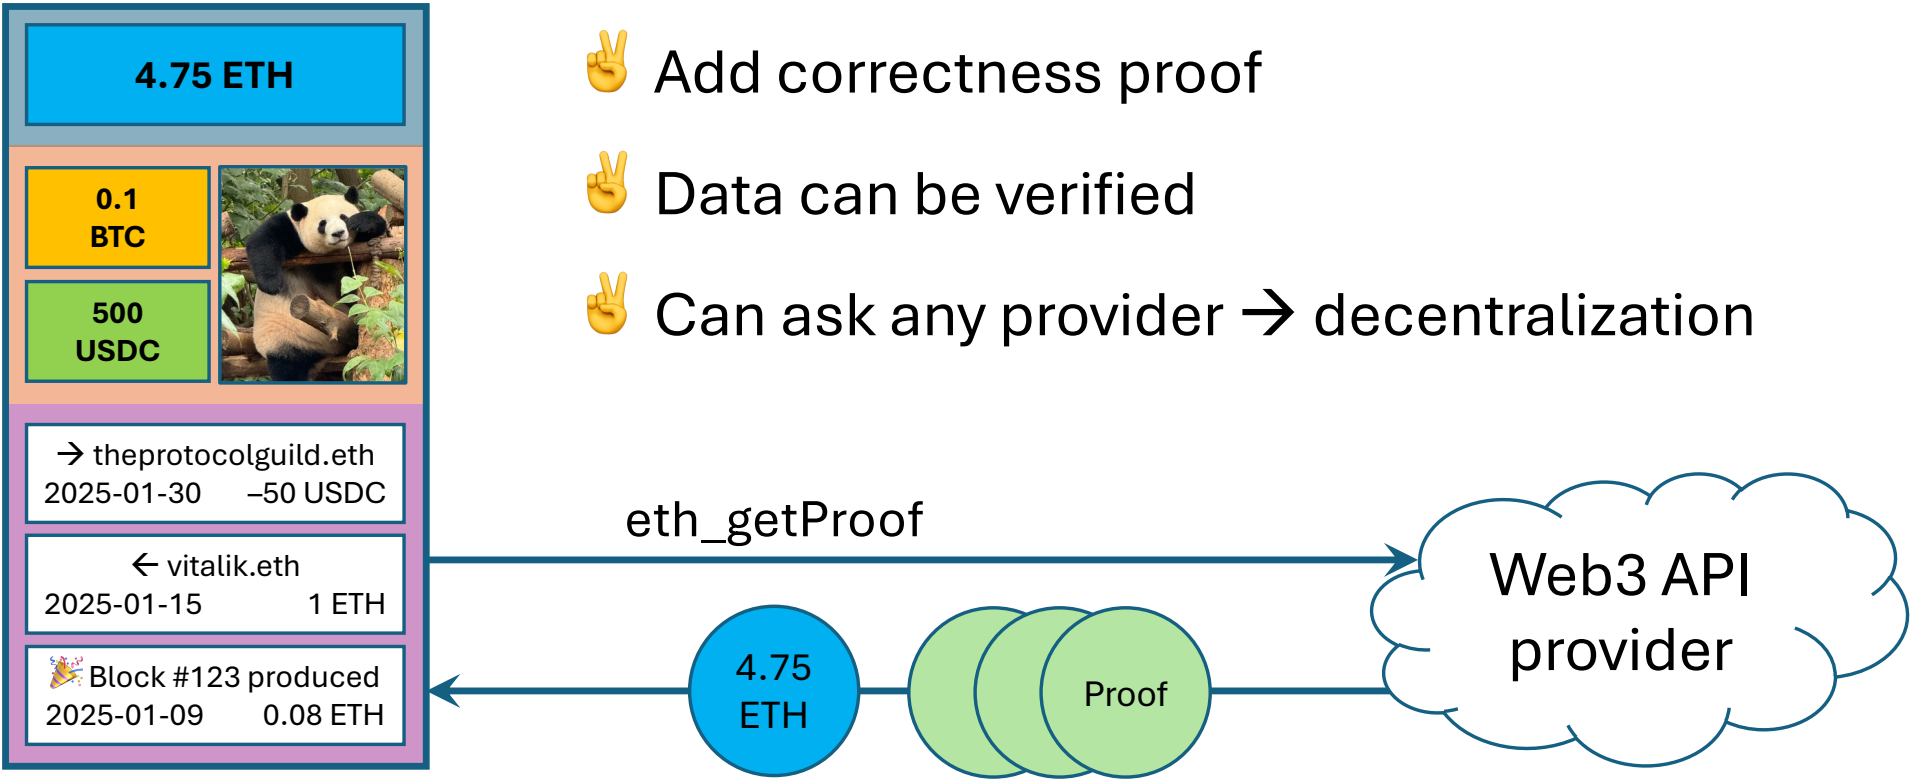 4.75 ETH
0.1
BTC
500
USDC
→ theprotocolguild.eth
2025-01-30 –50 USDC
← vitalik.eth
2025-01-15 1 ETH
🎉 Block #123 produced
2025-01-09 0.08 ETH
✌ Add correctness proof
✌ Data can be verified
✌ Can ask any provider → decentralization
eth_getProof
4.75
ETH
Proof
Web3 API
provider